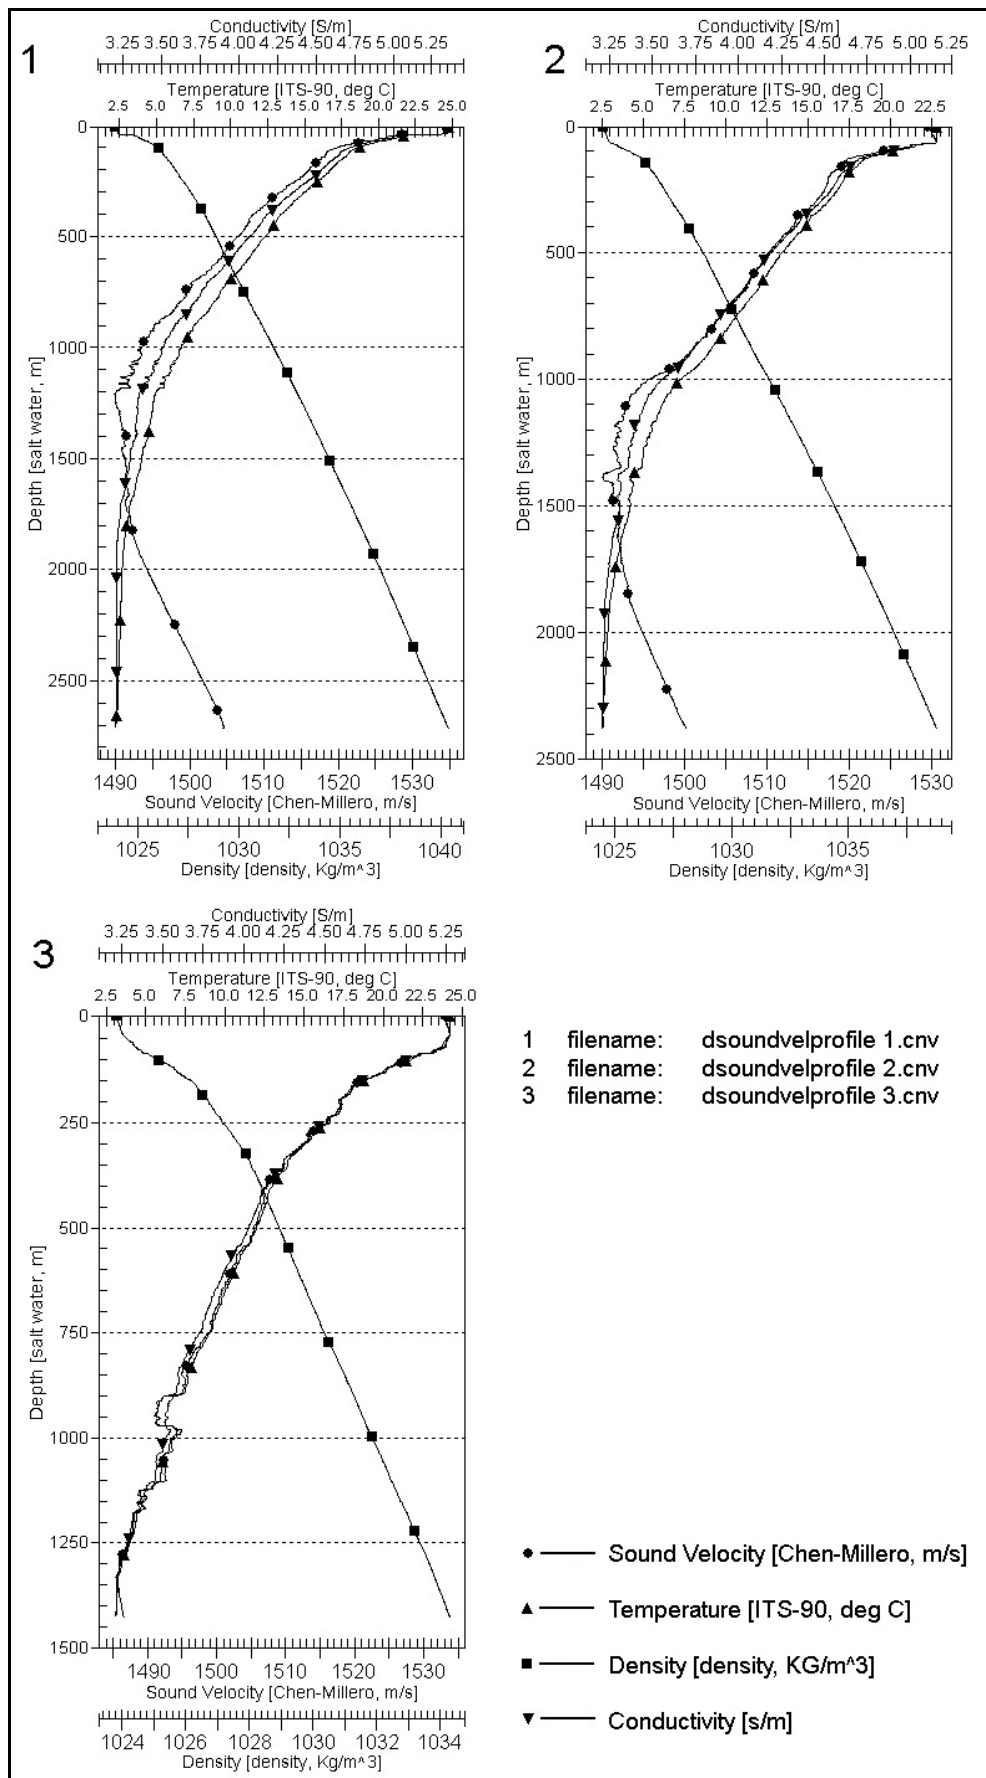 1
Conductivity [S/m]
3.25 3.50 3.75 4.00 4.25 4.50 4.75 5.00 5.25
Temperature [ITS-90, deg C]
2.5 5.0 7.5 10.0 12.5 15.0 17.5 20.0 22.5 25.0
0
500
1000
1500
2000
2500
Depth [salt water, m]
1490 1500 1510 1520 1530
Sound Velocity [Chen-Millero, m/s]
1025 1030 1035 1040
Density [density, Kg/m^3]
2
Conductivity [S/m]
3.25 3.50 3.75 4.00 4.25 4.50 4.75 5.00 5.25
Temperature [ITS-90, deg C]
2.5 5.0 7.5 10.0 12.5 15.0 17.5 20.0 22.5
0
500
1000
1500
2000
2500
Depth [salt water, m]
1490 1500 1510 1520 1530
Sound Velocity [Chen-Millero, m/s]
1025 1030 1035
Density [density, Kg/m^3]
3
Conductivity [S/m]
3.25 3.50 3.75 4.00 4.25 4.50 4.75 5.00 5.25
Temperature [ITS-90, deg C]
2.5 5.0 7.5 10.0 12.5 15.0 17.5 20.0 22.5 25.0
0
250
500
750
1000
1250
1500
Depth [salt water, m]
1490 1500 1510 1520 1530
Sound Velocity [Chen-Millero, m/s]
1024 1026 1028 1030 1032 1034
Density [density, Kg/m^3]
1 filename: dsoundvelprofile 1.cnv
2 filename: dsoundvelprofile 2.cnv
3 filename: dsoundvelprofile 3.cnv
Sound Velocity [Chen-Millero, m/s]
Temperature [ITS-90, deg C]
Density [density, KG/m^3]
Conductivity [s/m]